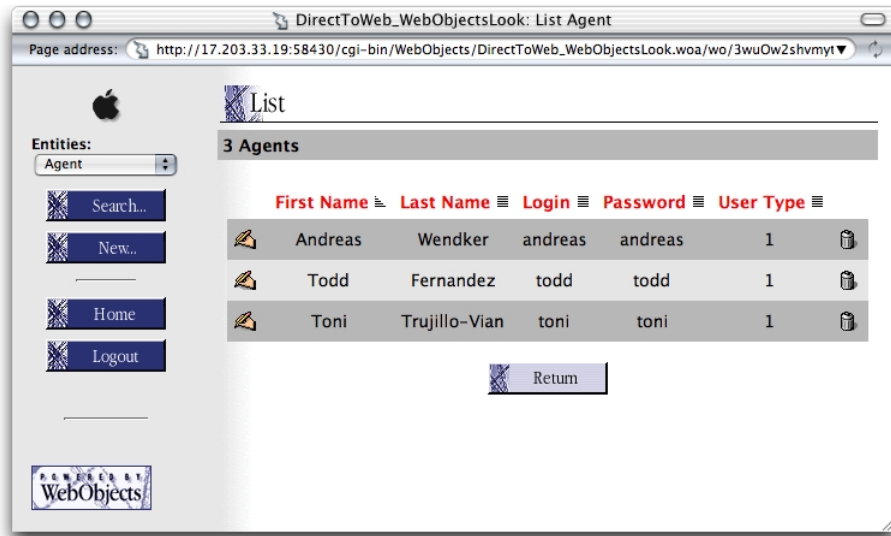 DirectToWeb_WebObjectsLook: List Agent
Page address: http://17.203.33.19:58430/cgi-bin/WebObjects/DirectToWeb_WebObjectsLook.woa/wo/3wuOw2shvmyt
List
Entities:
Agent
Search...
New...
Home
Logout
POWERED BY
WebObjects
3 Agents
First Name Last Name Login Password User Type
Andreas Wendker andreas andreas 1
Todd Fernandez todd todd 1
Toni Trujillo-Vian toni toni 1
Return